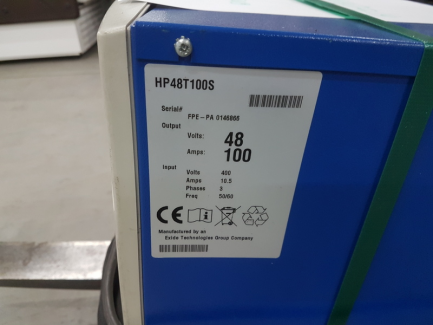 HP48T100S
Serial#
FPE-PA 0146866
Output
Volts: 48
Amps: 100
Input
Volts 400
Amps 10.5
Phases 3
Freq 50/60
CE
Manufactured by an
Exide Technologies Group Company